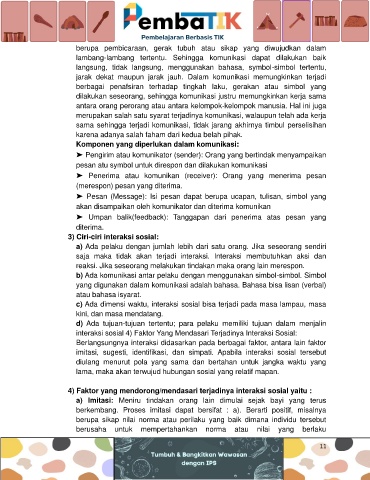 PembaTIK
Pembelajaran Berbasis TIK
berupa pembicaraan, gerak tubuh atau sikap yang diwujudkan dalam
lambang-lambang tertentu. Sehingga komunikasi dapat dilakukan baik
langsung, tidak langsung, menggunakan bahasa, symbol-simbol tertentu,
jarak dekat maupun jarak jauh. Dalam komunikasi memungkinkan terjadi
berbagai penafsiran terhadap tingkah laku, gerakan atau simbol yang
dilakukan seseorang, sehingga komunikasi justru memungkinkan kerja sama
antara orang perorang atau antara kelompok-kelompok manusia. Hal ini juga
merupakan salah satu syarat terjadinya komunikasi, walaupun telah ada kerja
sama sehingga terjadi komunikasi, tidak jarang akhirnya timbul perselisihan
karena adanya salah faham dari kedua belah pihak.
Komponen yang diperlukan dalam komunikasi:
➤ Pengirim atau komunikator (sender): Orang yang bertindak menyampaikan
pesan atu symbol untuk direspon dan dilakukan komunikasi
➤ Penerima atau komunikan (receiver): Orang yang menerima pesan
(merespon) pesan yang diterima.
➤ Pesan (Message): Isi pesan dapat berupa ucapan, tulisan, simbol yang
akan disampaikan oleh komunikator dan diterima komunikan
➤ Umpan balik(feedback): Tanggapan dari penerima atas pesan yang
diterima.
3) Ciri-ciri interaksi sosial:
a) Ada pelaku dengan jumlah lebih dari satu orang. Jika seseorang sendiri
saja maka tidak akan terjadi interaksi. Interaksi membutuhkan aksi dan
reaksi. Jika seseorang melakukan tindakan maka orang lain merespon.
b) Ada komunikasi antar pelaku dengan menggunakan simbol-simbol. Simbol
yang digunakan dalam komunikasi adalah bahasa. Bahasa bisa lisan (verbal)
atau bahasa isyarat.
c) Ada dimensi waktu, interaksi sosial bisa terjadi pada masa lampau, masa
kini, dan masa mendatang.
d) Ada tujuan-tujuan tertentu; para pelaku memiliki tujuan dalam menjalin
interaksi sosial 4) Faktor Yang Mendasari Terjadinya Interaksi Sosial:
Berlangsungnya interaksi didasarkan pada berbagai faktor, antara lain faktor
imitasi, sugesti, identifikasi, dan simpati. Apabila interaksi sosial tersebut
diulang menurut pola yang sama dan bertahan untuk jangka waktu yang
lama, maka akan terwujud hubungan sosial yang relatif mapan.
4) Faktor yang mendorong/mendasari terjadinya interaksi sosial yaitu :
a) Imitasi: Meniru tindakan orang lain dimulai sejak bayi yang terus
berkembang. Proses imitasi dapat bersifat : a). Berarti positif, misalnya
berupa sikap nilai norma atau perilaku yang baik dimana individu tersebut
berusaha untuk mempertahankan norma atau nilai yang berlaku
11
Tumbuh & Bangkitkan Wawasan
dengan IPS